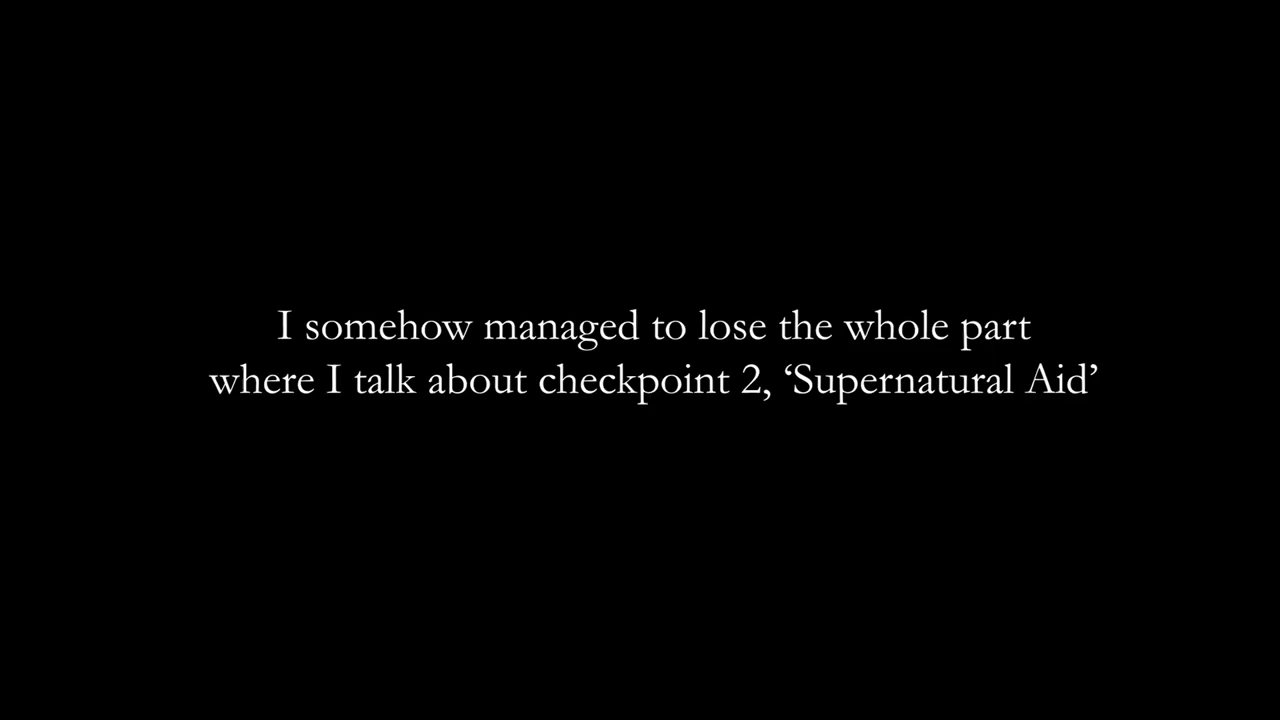 I somehow managed to lose the whole part
where I talk about checkpoint 2, ‘Supernatural Aid’